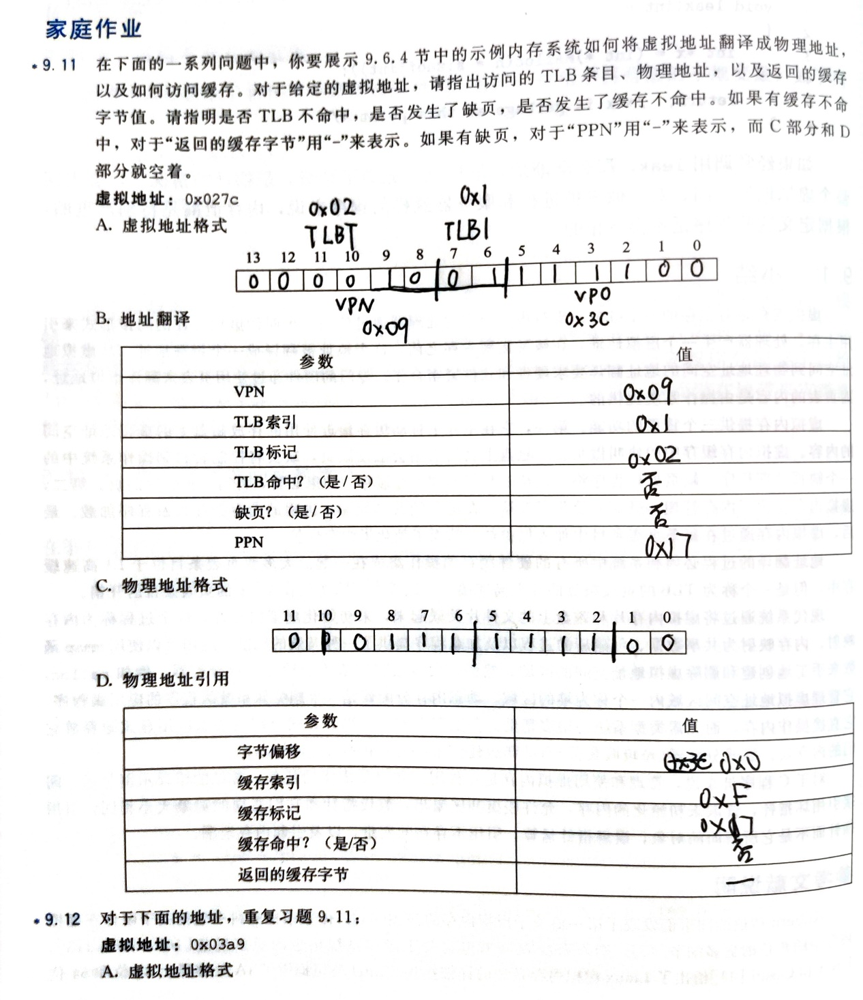 家庭作业
*9.11 在下面的一系列问题中，你要展示 9.6.4 节中的示例内存系统如何将虚拟地址翻译成物理地址，
以及如何访问缓存。对于给定的虚拟地址，请指出访问的 TLB 条目、物理地址，以及返回的缓存
字节值。请指明是否 TLB 不命中，是否发生了缺页，是否发生了缓存不命中。如果有缓存不命
中，对于“返回的缓存字节”用“-”来表示。如果有缺页，对于“PPN”用“-”来表示，而 C 部分和 D
部分就空着。
虚拟地址：0x027c
0x02 0x1
A. 虚拟地址格式 TLBT TLBI
13 12 11 10 9 8 7 6 5 4 3 2 1 0
0 0 0 0 1 0 0 1 1 1 1 1 0 0
VPN VPO
B. 地址翻译 0x09 0x3C
参数 值
VPN 0x09
TLB 索引 0x1
TLB 标记 0x02
TLB 命中？（是/否） 否
缺页？（是/否） 否
PPN 0x17
C. 物理地址格式
11 10 9 8 7 6 5 4 3 2 1 0
0 1 0 1 1 1 1 1 1 1 0 0
D. 物理地址引用
参数 值
字节偏移 0x3C 0x0
缓存索引 0xF
缓存标记 0x17
缓存命中？（是/否） 否
返回的缓存字节 —
*9.12 对于下面的地址，重复习题 9.11：
虚拟地址：0x03a9
A. 虚拟地址格式